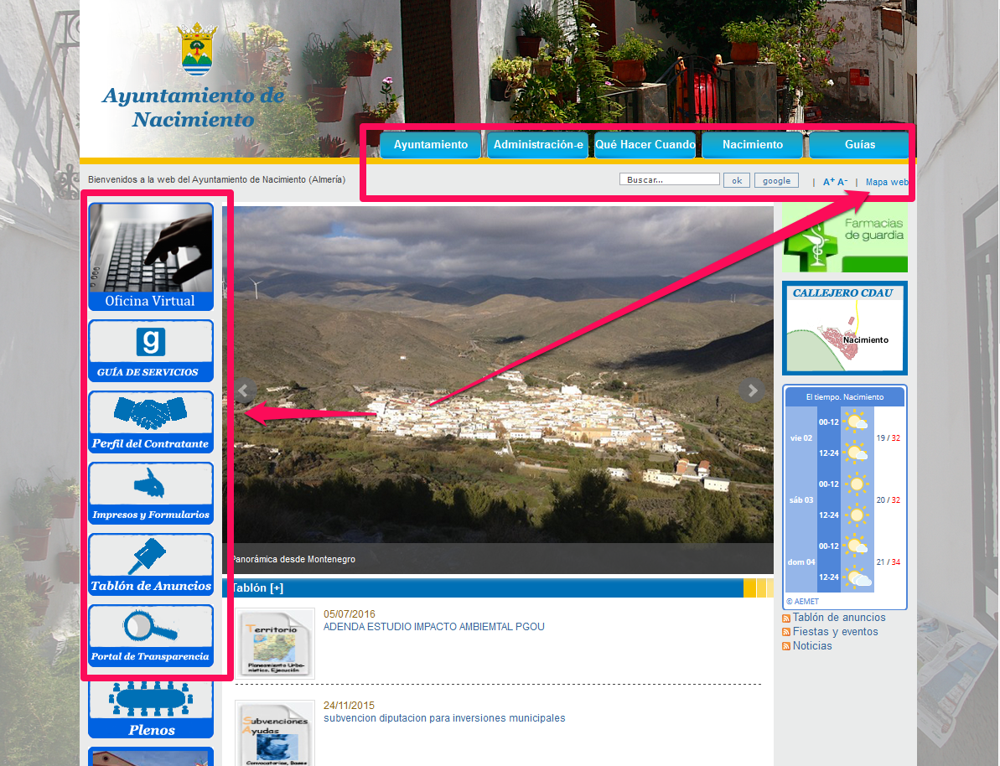 Ayuntamiento de
Nacimiento
Ayuntamiento
Administración-e
Qué Hacer Cuando
Nacimiento
Guías
Bienvenidos a la web del Ayuntamiento de Nacimiento (Almería)
Buscar...
ok
google
| A+ A- | Mapa web
Oficina Virtual
g
GUÍA DE SERVICIOS
Perfil del Contratante
Impresos y Formularios
Tablón de Anuncios
Portal de Transparencia
Plenos
Panorámica desde Montenegro
Tablón [+]
Territorio
Planeamiento Urba-
nístico. Ejecución
05/07/2016
ADENDA ESTUDIO IMPACTO AMBIEMTAL PGOU
Subvenciones
Ayudas
Convocatorias, Bases
24/11/2015
subvencion diputacion para inversiones municipales
Farmacias
de guardia
CALLEJERO CDAU
Nacimiento
El tiempo. Nacimiento
00-12
vie 02
19 / 32
12-24
00-12
sáb 03
20 / 32
12-24
00-12
dom 04
21 / 34
12-24
© AEMET
Tablón de anuncios
Fiestas y eventos
Noticias